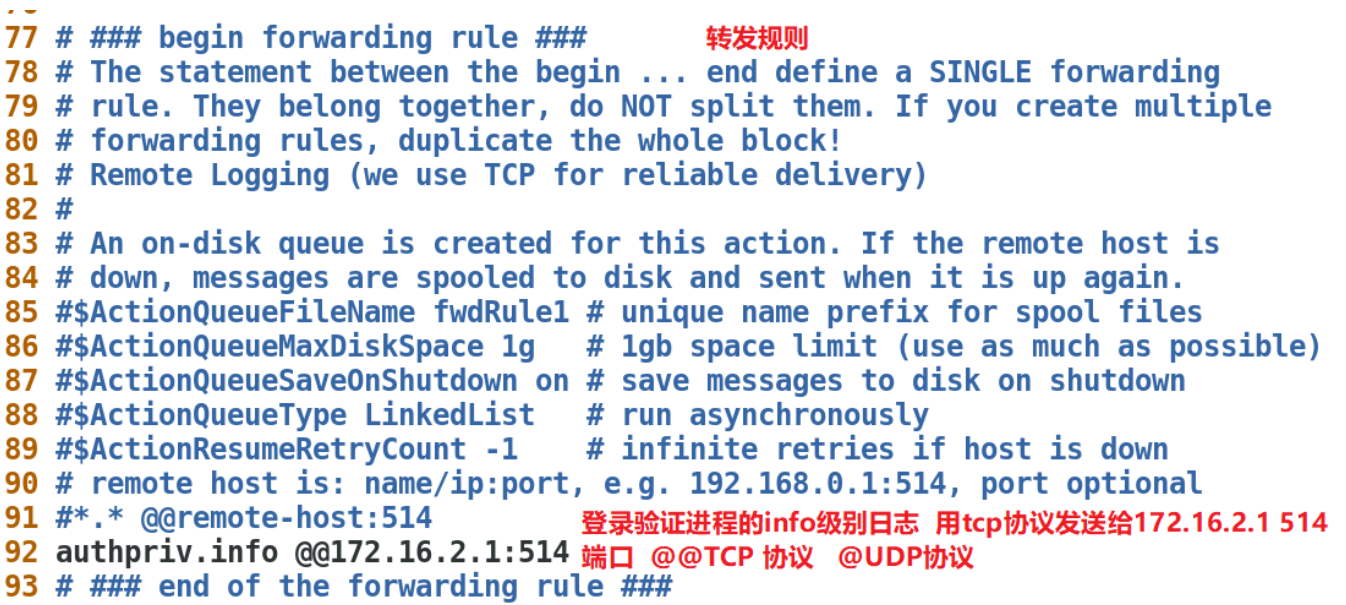 77 # ### begin forwarding rule ### 转发规则
78 # The statement between the begin ... end define a SINGLE forwarding
79 # rule. They belong together, do NOT split them. If you create multiple
80 # forwarding rules, duplicate the whole block!
81 # Remote Logging (we use TCP for reliable delivery)
82 #
83 # An on-disk queue is created for this action. If the remote host is
84 # down, messages are spooled to disk and sent when it is up again.
85 #$ActionQueueFileName fwdRule1 # unique name prefix for spool files
86 #$ActionQueueMaxDiskSpace 1g   # 1gb space limit (use as much as possible)
87 #$ActionQueueSaveOnShutdown on # save messages to disk on shutdown
88 #$ActionQueueType LinkedList   # run asynchronously
89 #$ActionResumeRetryCount -1    # infinite retries if host is down
90 # remote host is: name/ip:port, e.g. 192.168.0.1:514, port optional
91 #*.* @@remote-host:514 登录验证进程的info级别日志 用tcp协议发送给172.16.2.1 514
92 authpriv.info @@172.16.2.1:514 端口 @@TCP 协议 @UDP协议
93 # ### end of the forwarding rule ###